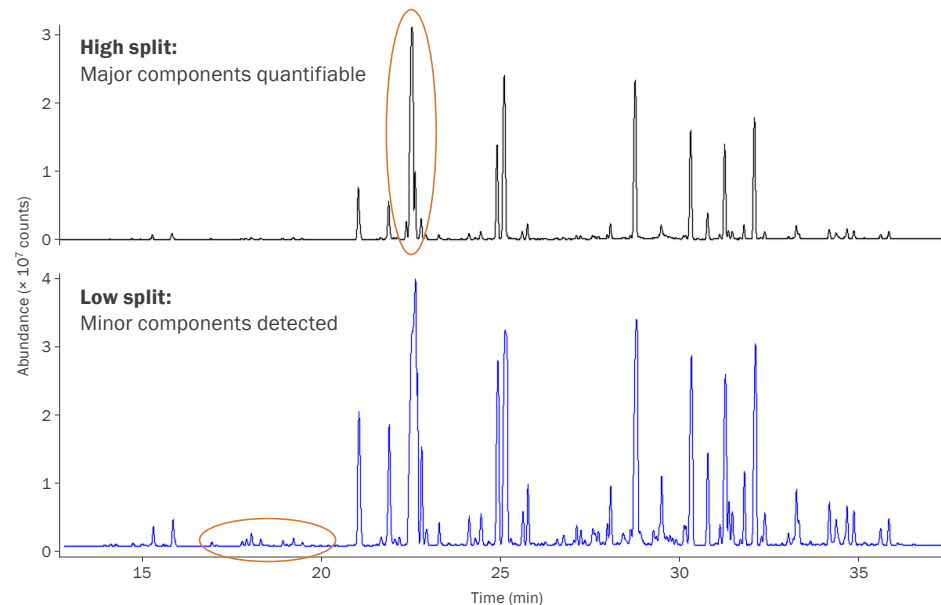 3
High split:
Major components quantifiable
2
1
0
Abundance (× 10⁷ counts)
4
Low split:
Minor components detected
3
2
1
0
15
20
25
30
35
Time (min)